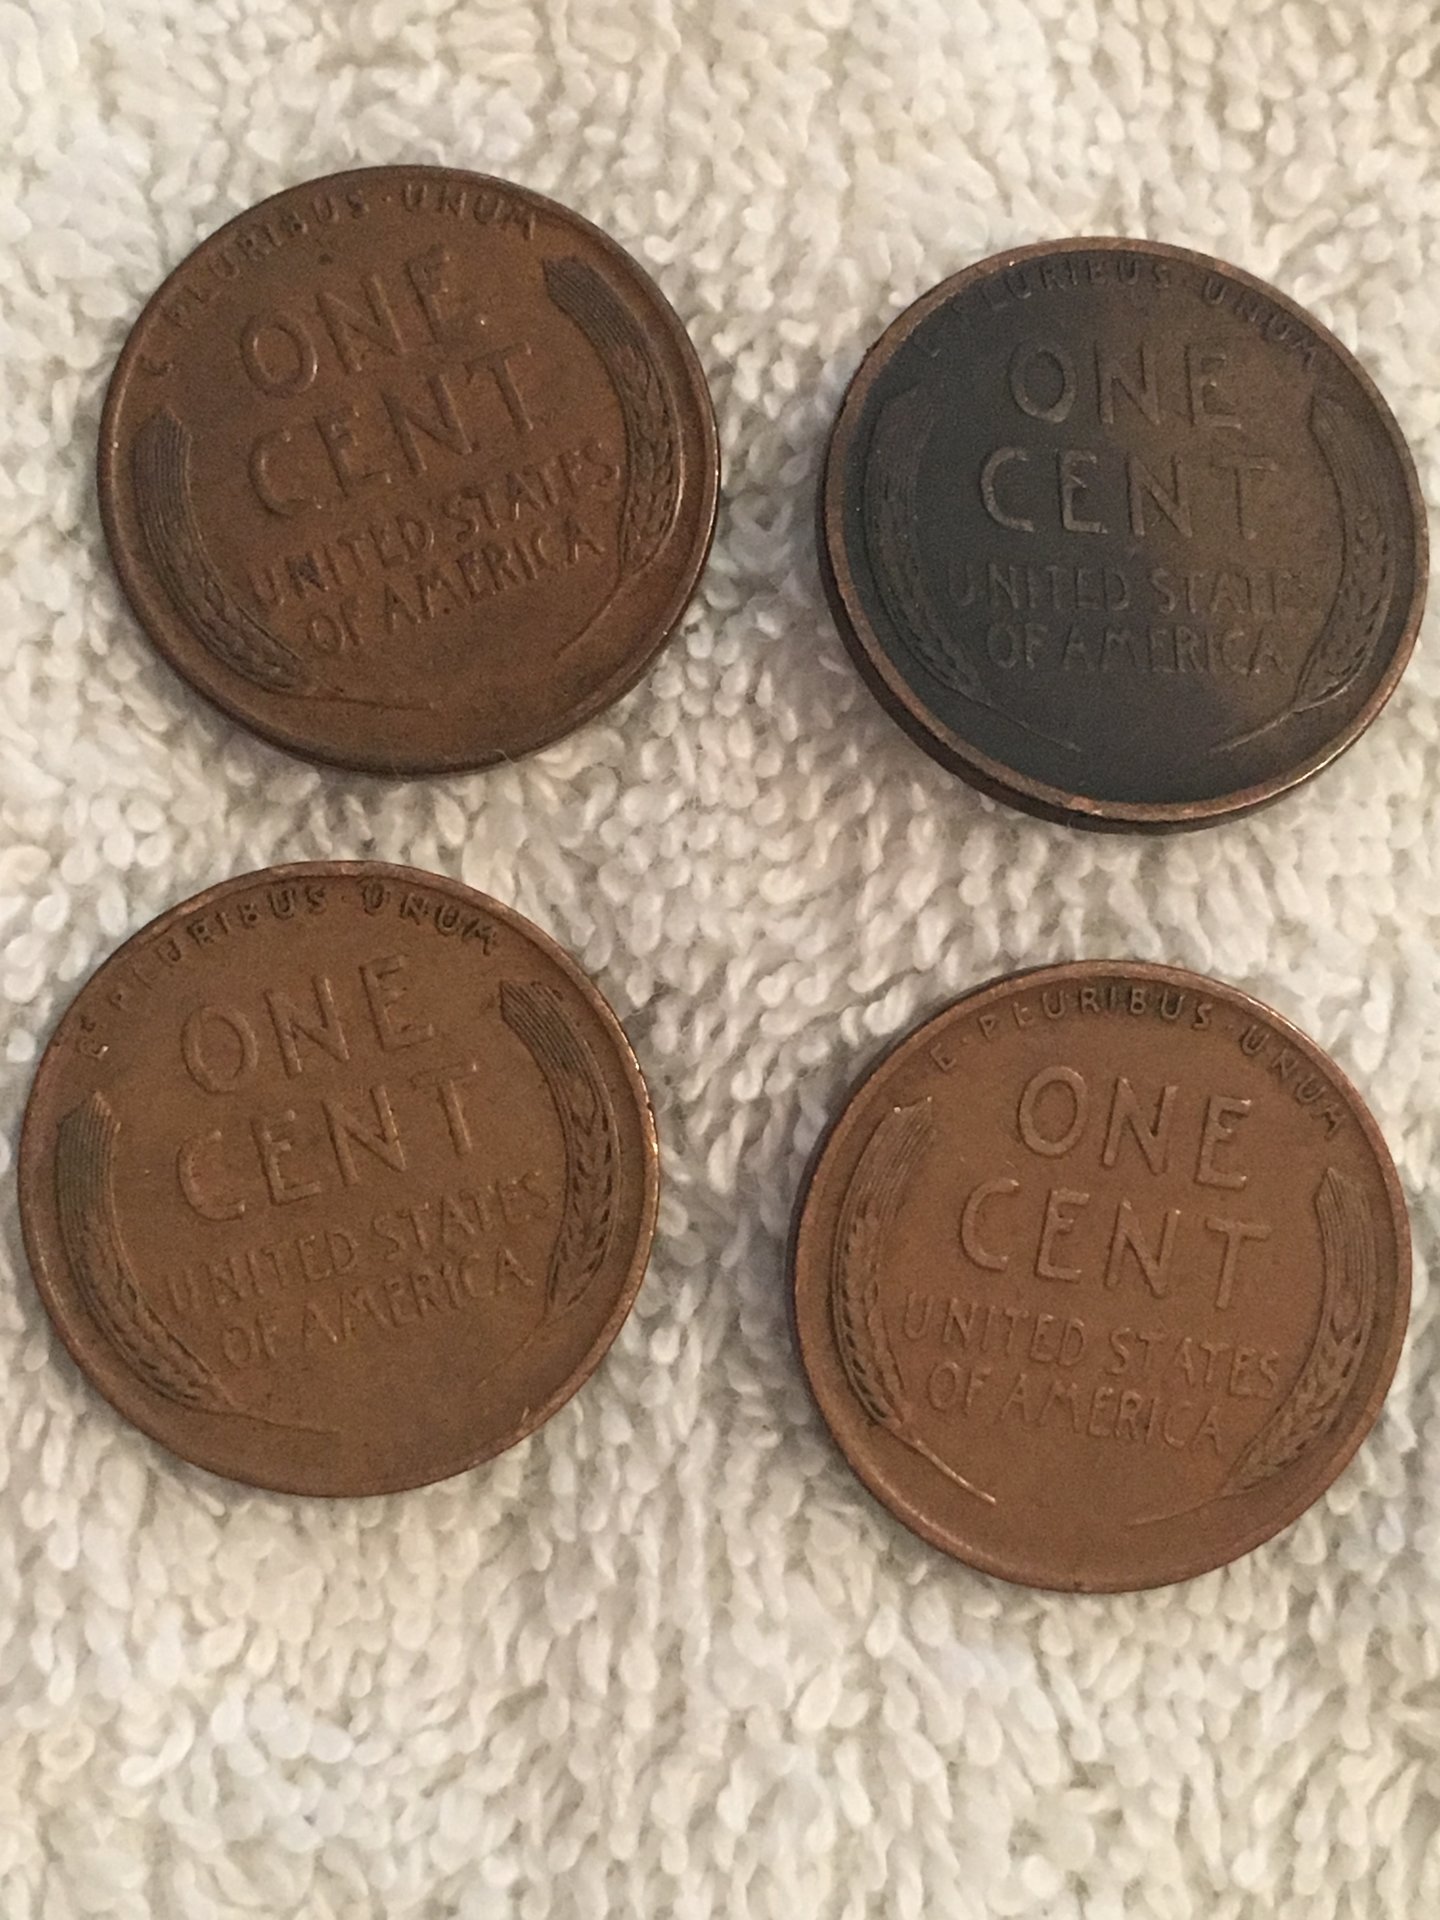 E PLURIBUS · UNUM
ONE
CENT
UNITED STATES
OF AMERICA
E PLURIBUS · UNUM
ONE
CENT
UNITED STATES
OF AMERICA
E PLURIBUS · UNUM
ONE
CENT
UNITED STATES
OF AMERICA
E · PLURIBUS · UNUM
ONE
CENT
UNITED STATES
OF AMERICA